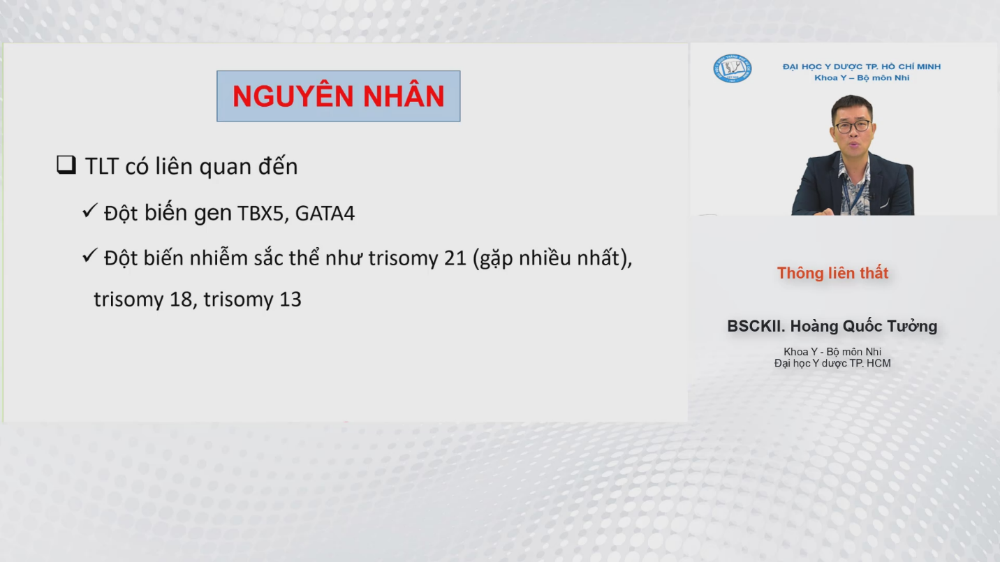 NGUYÊN NHÂN
TLT có liên quan đến
Đột biến gen TBX5, GATA4
Đột biến nhiễm sắc thể như trisomy 21 (gặp nhiều nhất),
trisomy 18, trisomy 13
ĐẠI HỌC Y DƯỢC TP. HỒ CHÍ MINH
Khoa Y – Bộ môn Nhi
Thông liên thất
BSCKII. Hoàng Quốc Tưởng
Khoa Y - Bộ môn Nhi
Đại học Y dược TP. HCM